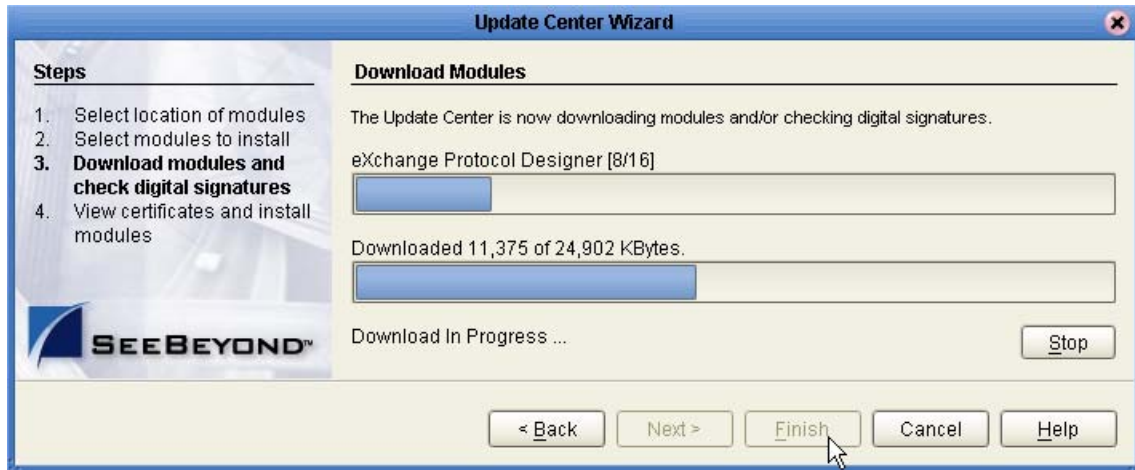 Update Center Wizard
Steps
1. Select location of modules
2. Select modules to install
3. Download modules and
check digital signatures
4. View certificates and install
modules
SEEBEYOND™
Download Modules
The Update Center is now downloading modules and/or checking digital signatures.
eXchange Protocol Designer [8/16]
Downloaded 11,375 of 24,902 KBytes.
Download In Progress ...
Stop
< Back
Next >
Finish
Cancel
Help